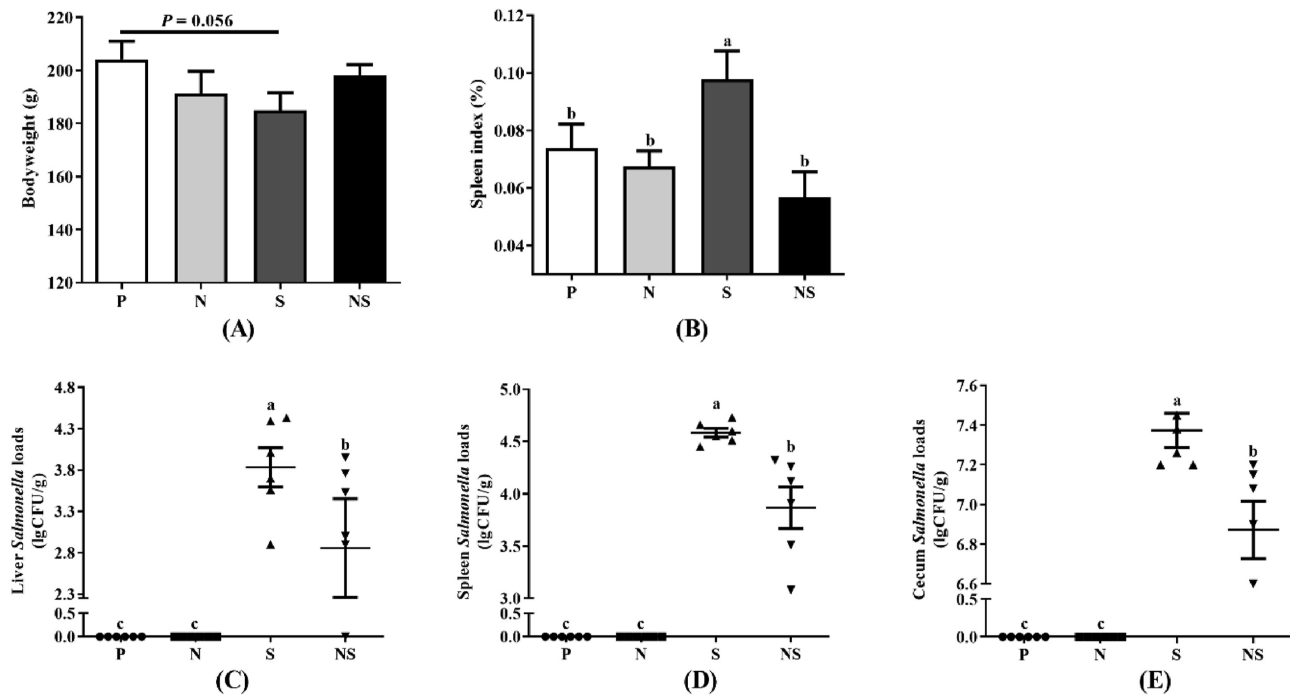 P = 0.056
Bodyweight (g)
220
200
180
160
140
120
P N S NS
(A)
Spleen index (%)
0.12
0.10
0.08
0.06
0.04
b b a b
P N S NS
(B)
Liver Salmonella loads
(lgCFU/g)
4.8
4.3
3.8
3.3
2.8
2.3
0.5
0.0
c c a b
P N S NS
(C)
Spleen Salmonella loads
(lgCFU/g)
5.0
4.5
4.0
3.5
3.0
0.5
0.0
c c a b
P N S NS
(D)
Cecum Salmonella loads
(lgCFU/g)
7.6
7.4
7.2
7.0
6.8
6.6
0.5
0.0
c c a b
P N S NS
(E)